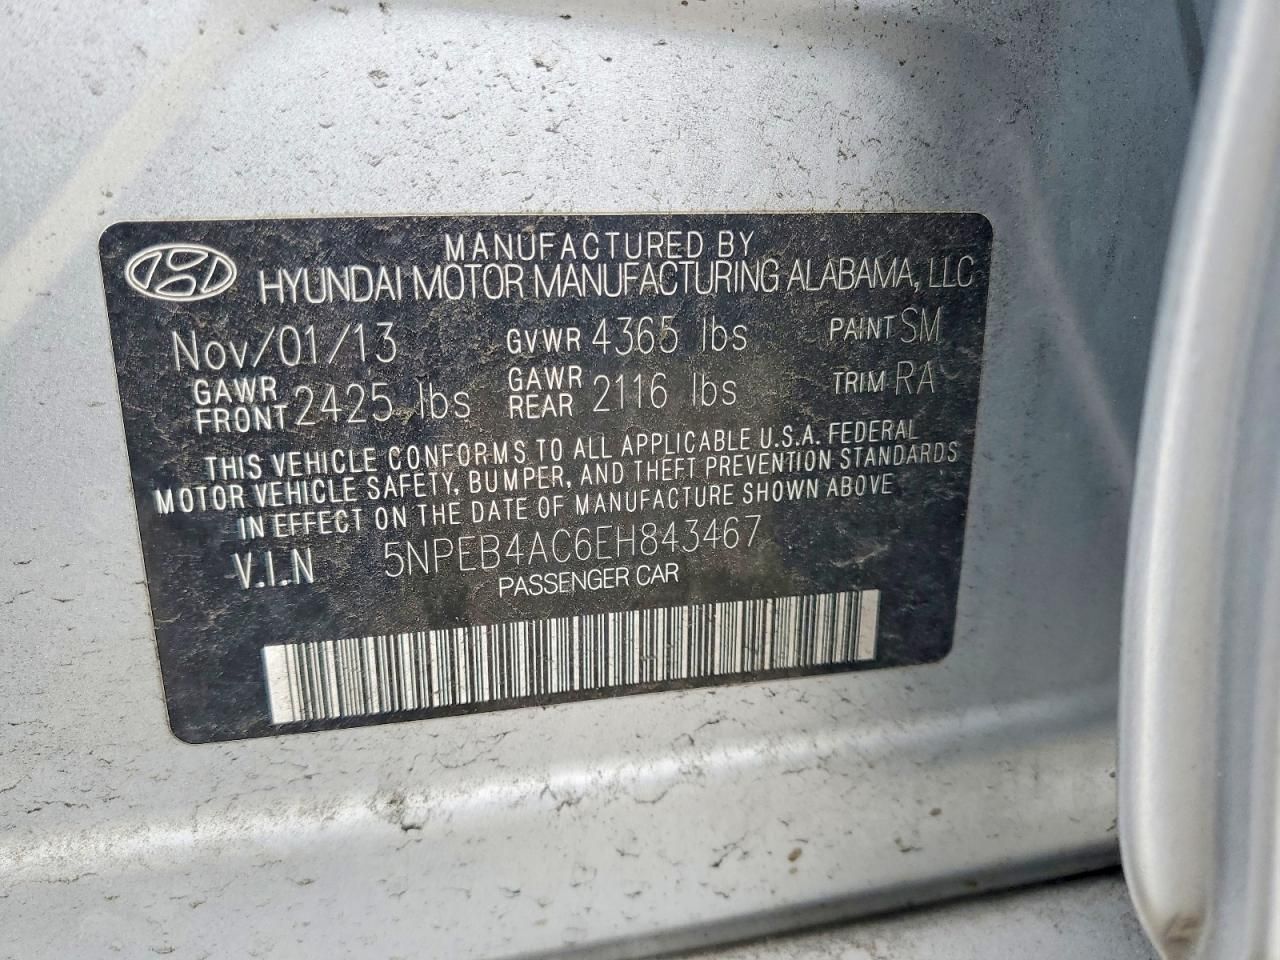 MANUFACTURED BY
HYUNDAI MOTOR MANUFACTURING ALABAMA, LLC
Nov/01/13 GVWR 4365 lbs PAINT SM
GAWR FRONT 2425 lbs GAWR REAR 2116 lbs TRIM RA
THIS VEHICLE CONFORMS TO ALL APPLICABLE U.S.A. FEDERAL
MOTOR VEHICLE SAFETY, BUMPER, AND THEFT PREVENTION STANDARDS
IN EFFECT ON THE DATE OF MANUFACTURE SHOWN ABOVE
V.I.N 5NPEB4AC6EH843467
PASSENGER CAR